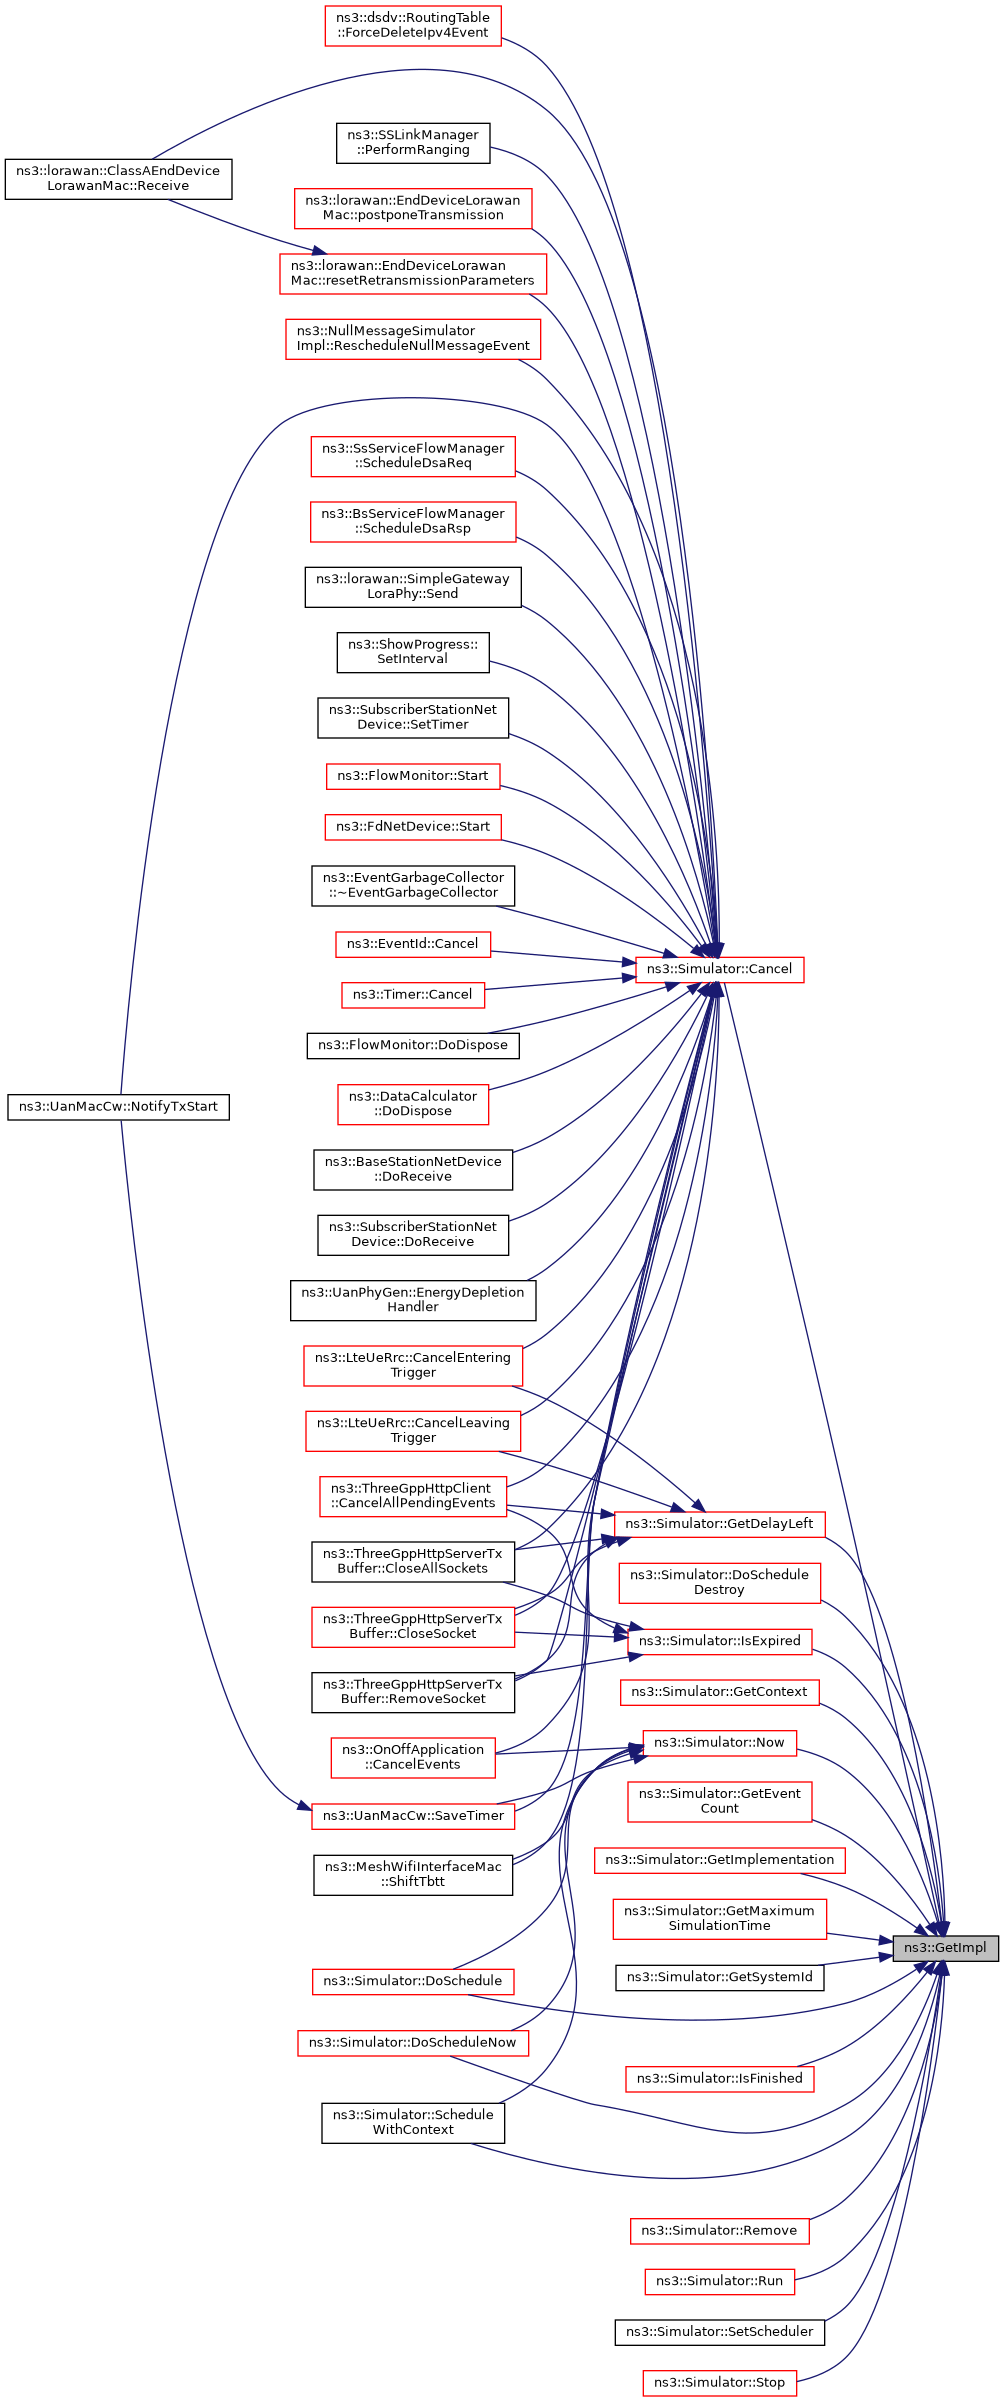 ns3::dsdv::RoutingTable
::ForceDeleteIpv4Event
ns3::SSLinkManager
::PerformRanging
ns3::lorawan::ClassAEndDevice
LorawanMac::Receive
ns3::lorawan::EndDeviceLorawan
Mac::postponeTransmission
ns3::lorawan::EndDeviceLorawan
Mac::resetRetransmissionParameters
ns3::NullMessageSimulator
Impl::RescheduleNullMessageEvent
ns3::SsServiceFlowManager
::ScheduleDsaReq
ns3::BsServiceFlowManager
::ScheduleDsaRsp
ns3::lorawan::SimpleGateway
LoraPhy::Send
ns3::ShowProgress::
SetInterval
ns3::SubscriberStationNet
Device::SetTimer
ns3::FlowMonitor::Start
ns3::FdNetDevice::Start
ns3::EventGarbageCollector
::~EventGarbageCollector
ns3::EventId::Cancel
ns3::Simulator::Cancel
ns3::Timer::Cancel
ns3::FlowMonitor::DoDispose
ns3::DataCalculator
::DoDispose
ns3::UanMacCw::NotifyTxStart
ns3::BaseStationNetDevice
::DoReceive
ns3::SubscriberStationNet
Device::DoReceive
ns3::UanPhyGen::EnergyDepletion
Handler
ns3::LteUeRrc::CancelEntering
Trigger
ns3::LteUeRrc::CancelLeaving
Trigger
ns3::ThreeGppHttpClient
::CancelAllPendingEvents
ns3::Simulator::GetDelayLeft
ns3::ThreeGppHttpServerTx
Buffer::CloseAllSockets
ns3::Simulator::DoSchedule
Destroy
ns3::ThreeGppHttpServerTx
Buffer::CloseSocket
ns3::Simulator::IsExpired
ns3::ThreeGppHttpServerTx
Buffer::RemoveSocket
ns3::Simulator::GetContext
ns3::OnOffApplication
::CancelEvents
ns3::Simulator::Now
ns3::UanMacCw::SaveTimer
ns3::Simulator::GetEvent
Count
ns3::MeshWifiInterfaceMac
::ShiftTbtt
ns3::Simulator::GetImplementation
ns3::Simulator::GetMaximum
SimulationTime
ns3::GetImpl
ns3::Simulator::GetSystemId
ns3::Simulator::DoSchedule
ns3::Simulator::DoScheduleNow
ns3::Simulator::IsFinished
ns3::Simulator::Schedule
WithContext
ns3::Simulator::Remove
ns3::Simulator::Run
ns3::Simulator::SetScheduler
ns3::Simulator::Stop